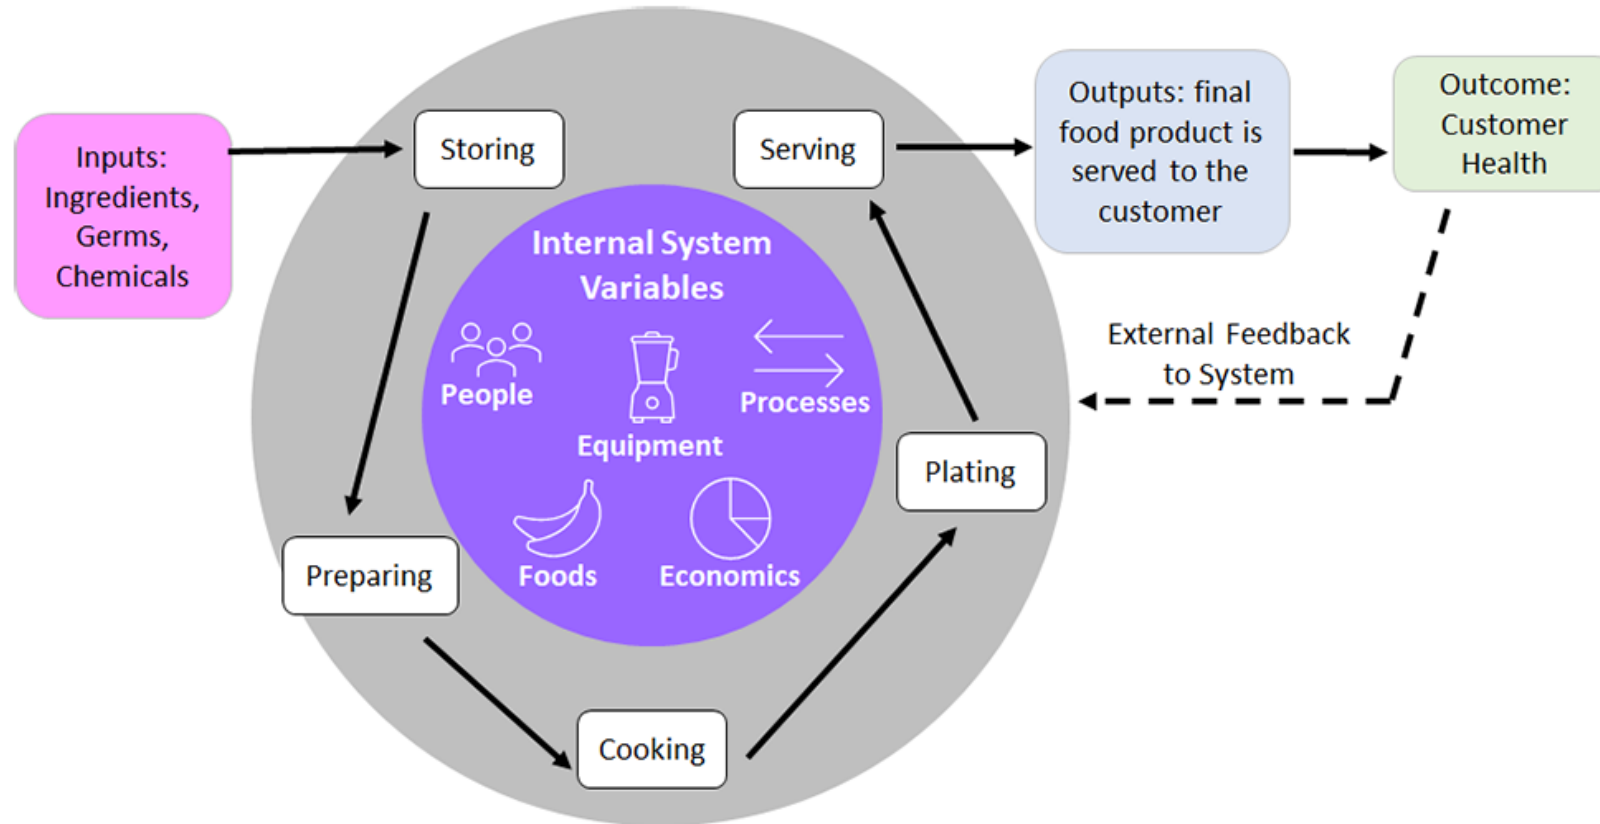 Inputs:
Ingredients,
Germs,
Chemicals
Storing
Preparing
Cooking
Plating
Serving
Internal System
Variables
People
Equipment
Processes
Foods
Economics
Outputs: final
food product is
served to the
customer
Outcome:
Customer
Health
External Feedback
to System